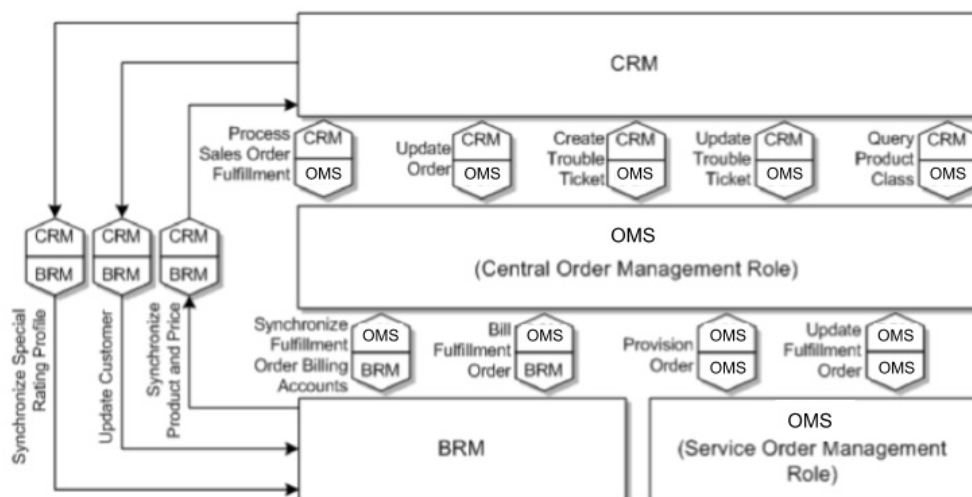 CRM
Process
Sales Order
Fulfillment
CRM
OMS
Update
Order
CRM
OMS
Create
Trouble
Ticket
CRM
OMS
Update
Trouble
Ticket
CRM
OMS
Query
Product
Class
CRM
OMS
OMS
(Central Order Management Role)
CRM
BRM
CRM
BRM
CRM
BRM
Synchronize Special
Rating Profile
Update Customer
Synchronize
Product and Price
Synchronize
Fulfillment
Order Billing
Accounts
OMS
BRM
Bill
Fulfillment
Order
OMS
BRM
Provision
Order
OMS
OMS
Update
Fulfillment
Order
OMS
OMS
BRM
OMS
(Service Order Management
Role)